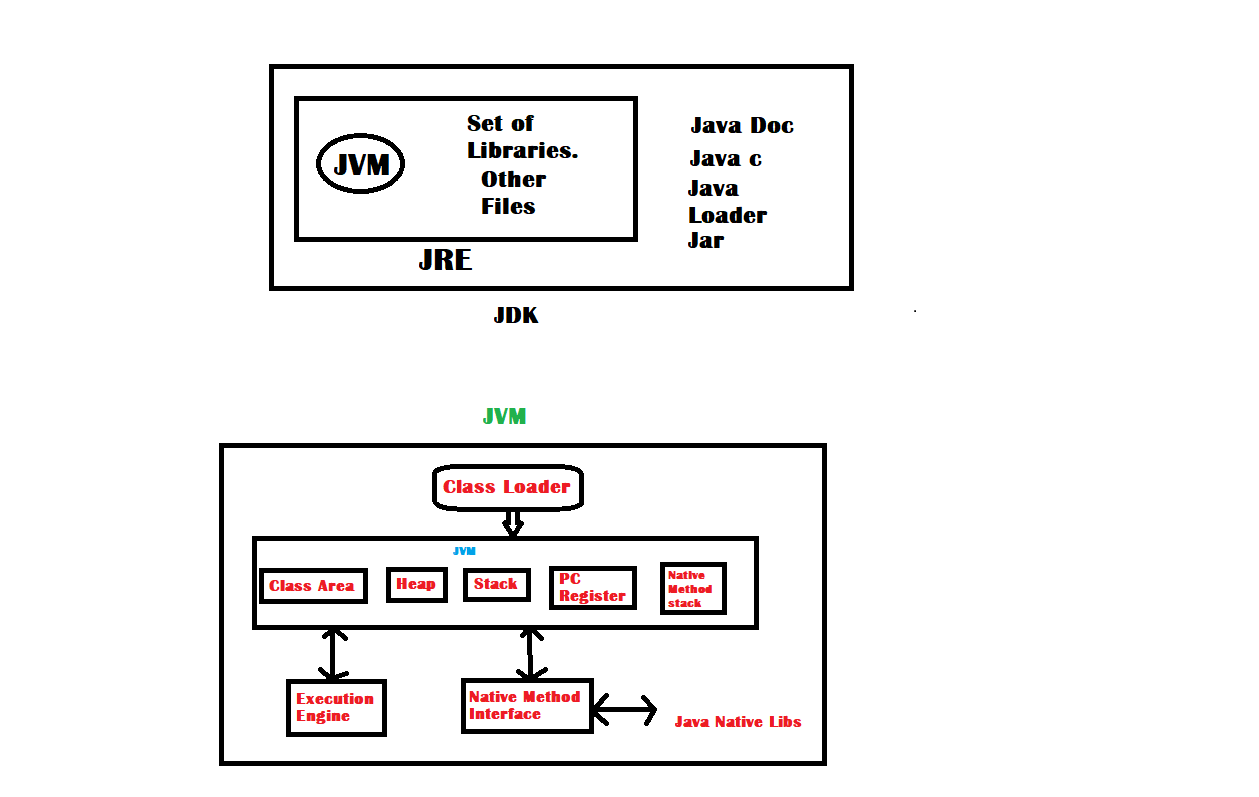 JVM
Set of
Libraries.
Other
Files
JRE
Java Doc
Java c
Java
Loader
Jar
JDK
JVM
Class Loader
JVM
Class Area
Heap
Stack
PC
Register
Native
Method
stack
Execution
Engine
Native Method
Interface
Java Native Libs